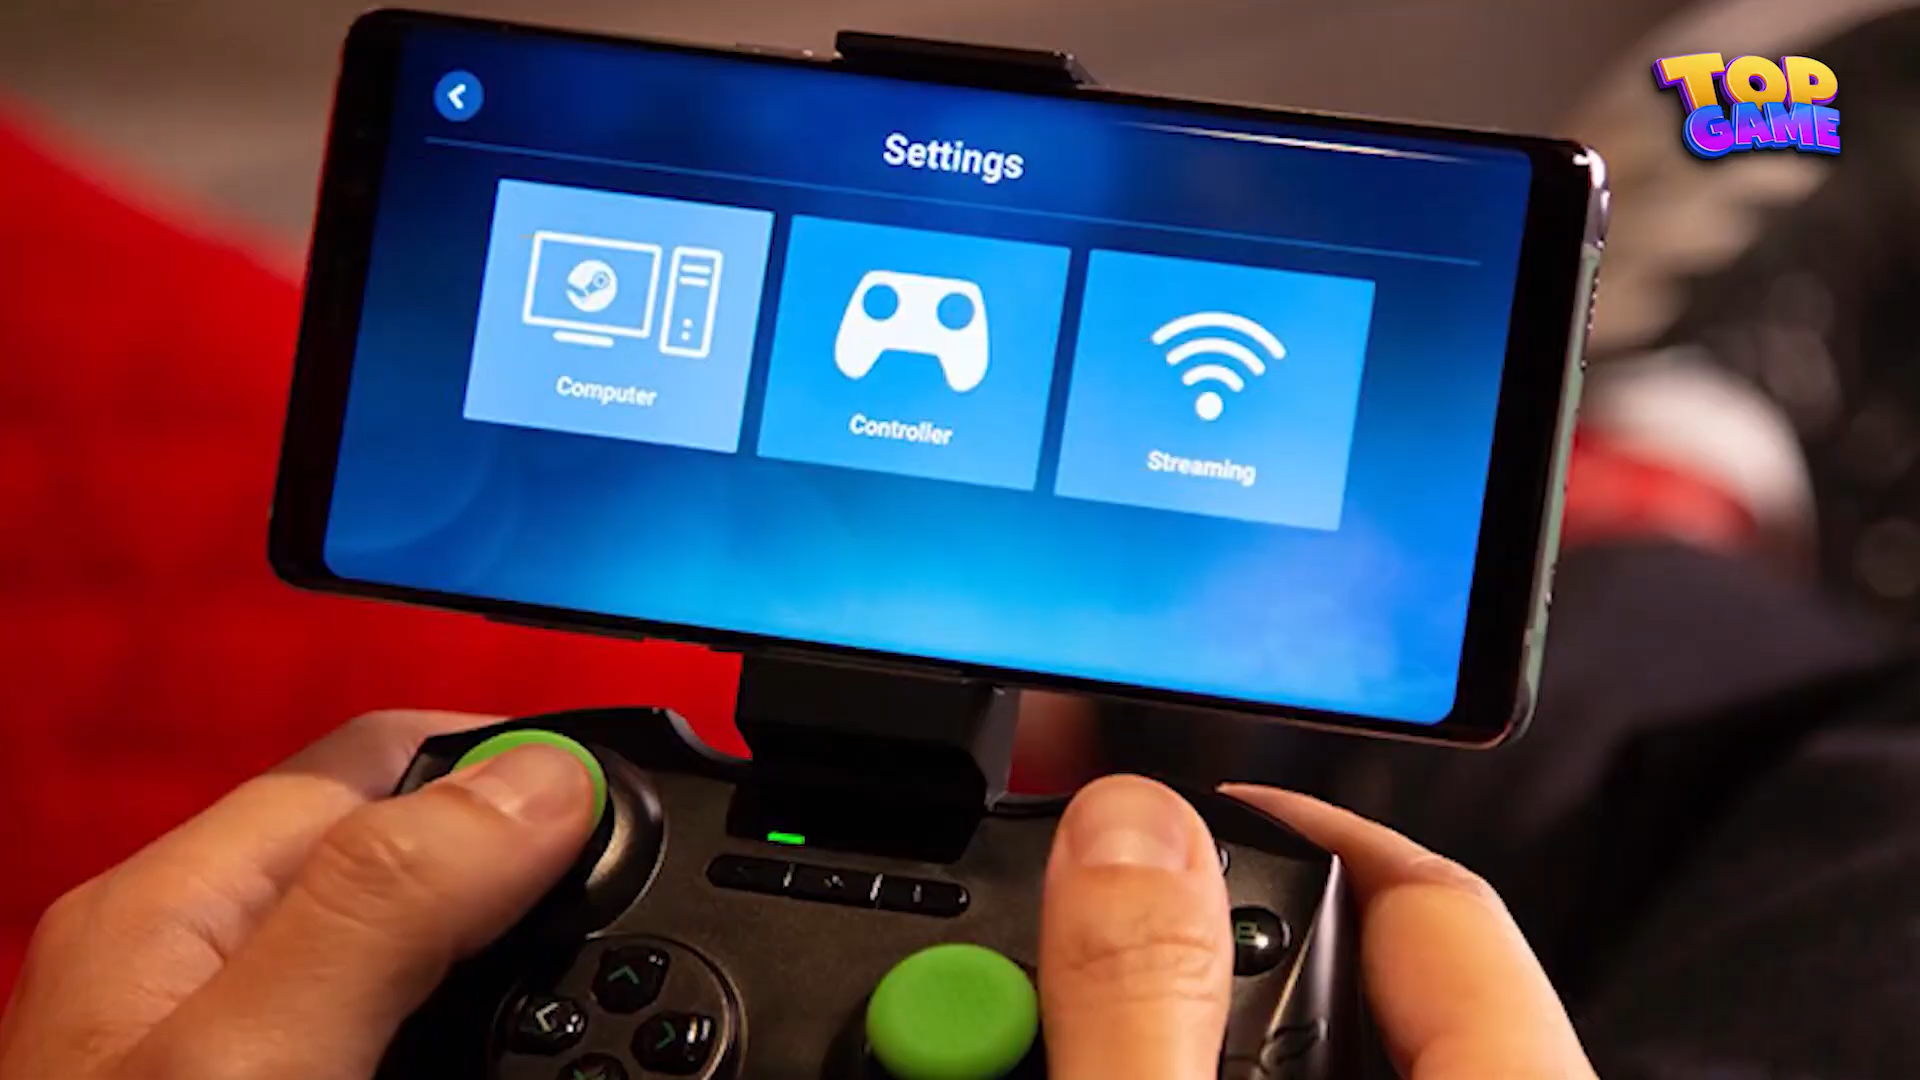 TOP
GAME
Settings
Computer
Controller
Streaming